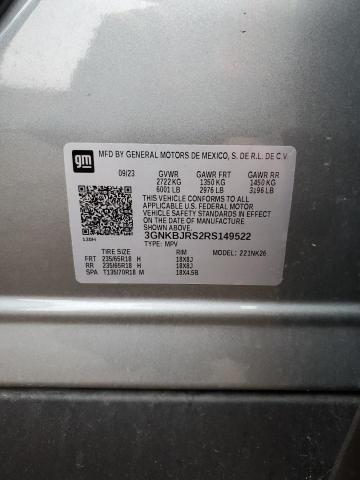 gm
MFD BY GENERAL MOTORS DE MEXICO, S. DE R.L. DE C.V
09/23 GVWR GAWR FRT GAWR RR
2722 KG 1350 KG 1450 KG
6001 LB 2976 LB 3196 LB
THIS VEHICLE CONFORMS TO ALL APPLICABLE
U.S. FEDERAL MOTOR
VEHICLE SAFETY STANDARDS IN EFFECT ON THE
DATE OF MANUFACTURE SHOWN ABOVE.
3GNKBJRS2RS149522
TYPE: MPV
TIRE SIZE RIM MODEL: 221NK26
FRT 235/65R18 H 18X8J
RR 235/65R18 H 18X8J
SPA T135/70R18 M 18X4.5B